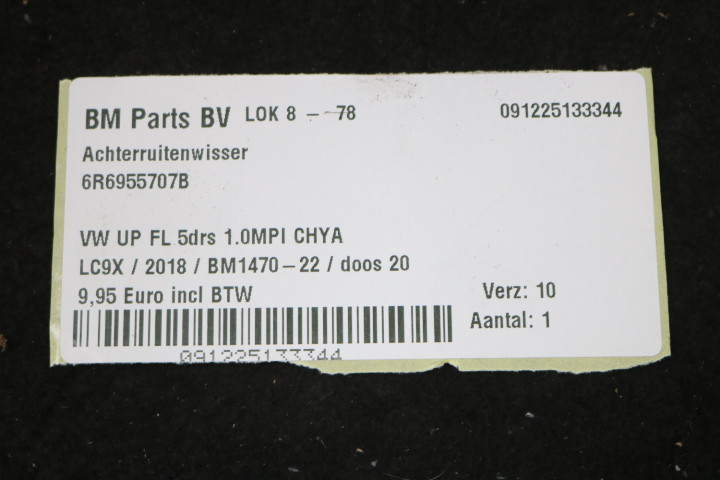 BM Parts BV LOK 8 - 78 091225133344
Achterruitenwisser
6R6955707B
VW UP FL 5drs 1.0MPI CHYA
LC9X / 2018 / BM1470-22 / doos 20
9,95 Euro incl BTW Verz: 10
Aantal: 1
091225133344